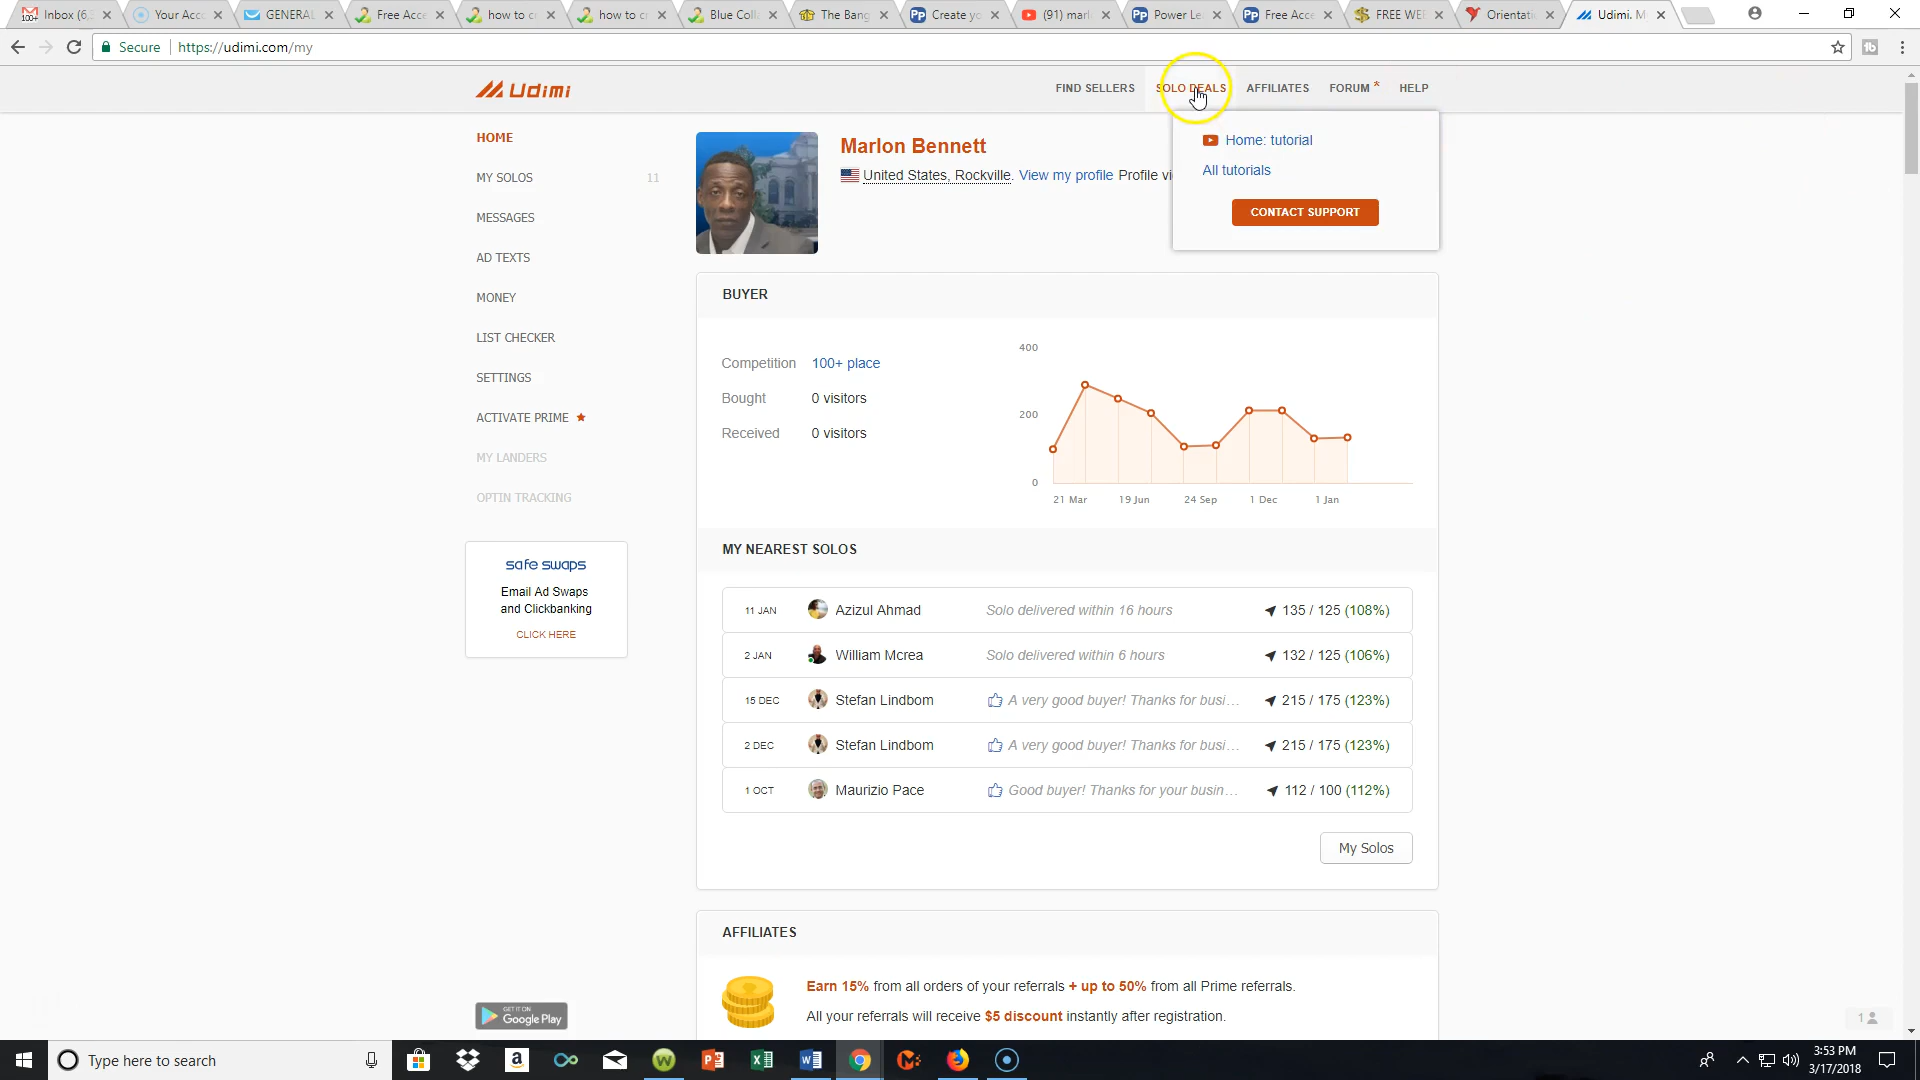 Inbox (6,
Your Acco
GENERAL
Free Acce
how to cr
how to cr
Blue Colla
The Bang
Create yo
(91) marl
Power Le
Free Acce
FREE WEB
Orientati
Udimi. M
Secure
https://udimi.com/my
Udimi
FIND SELLERS
SOLO DEALS
AFFILIATES
FORUM *
HELP
Home: tutorial
All tutorials
CONTACT SUPPORT
HOME
MY SOLOS 11
MESSAGES
AD TEXTS
MONEY
LIST CHECKER
SETTINGS
ACTIVATE PRIME
MY LANDERS
OPTIN TRACKING
safe swaps
Email Ad Swaps
and Clickbanking
CLICK HERE
GET IT ON
Google Play
Marlon Bennett
United States, Rockville. View my profile Profile vi
BUYER
Competition 100+ place
Bought 0 visitors
Received 0 visitors
400
200
0
21 Mar 19 Jun 24 Sep 1 Dec 1 Jan
MY NEAREST SOLOS
11 JAN Azizul Ahmad Solo delivered within 16 hours 135 / 125 (108%)
2 JAN William Mcrea Solo delivered within 6 hours 132 / 125 (106%)
15 DEC Stefan Lindbom A very good buyer! Thanks for busi... 215 / 175 (123%)
2 DEC Stefan Lindbom A very good buyer! Thanks for busi... 215 / 175 (123%)
1 OCT Maurizio Pace Good buyer! Thanks for your busin... 112 / 100 (112%)
My Solos
AFFILIATES
Earn 15% from all orders of your referrals + up to 50% from all Prime referrals.
All your referrals will receive $5 discount instantly after registration.
1
Type here to search
3:53 PM
3/17/2018